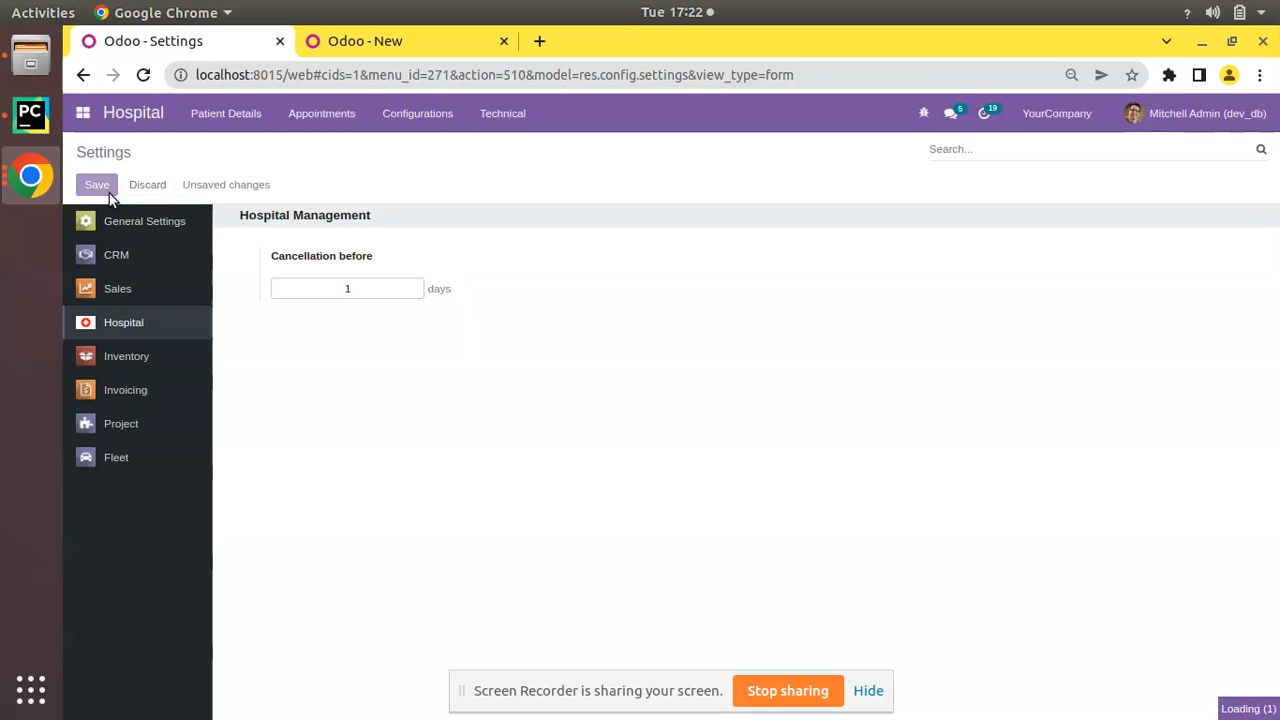 Activities
Google Chrome
Tue 17:22
?
Odoo - Settings
Odoo - New
localhost:8015/web#cids=1&menu_id=271&action=510&model=res.config.settings&view_type=form
Hospital
Patient Details
Appointments
Configurations
Technical
5
19
YourCompany
Mitchell Admin (dev_db)
Settings
Search...
Save
Discard
Unsaved changes
General Settings
CRM
Sales
Hospital
Inventory
Invoicing
Project
Fleet
Hospital Management
Cancellation before
1 days
PC
Screen Recorder is sharing your screen.
Stop sharing
Hide
Loading (1)